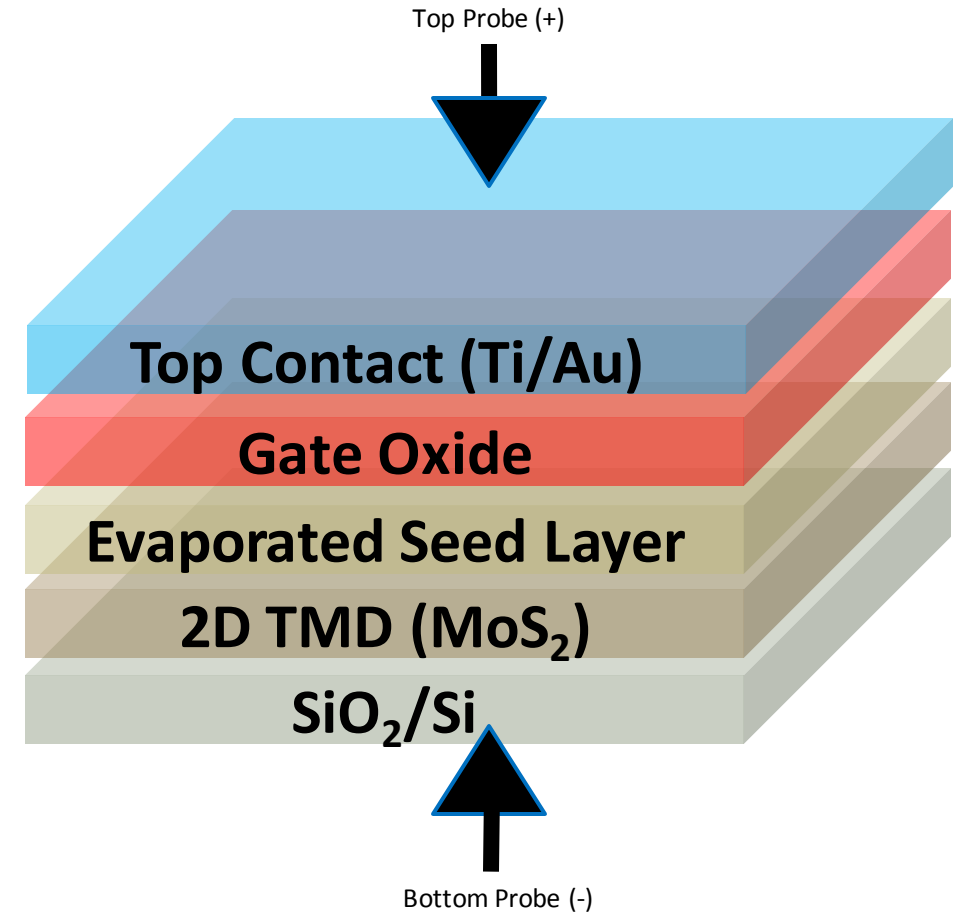 Top Probe (+)
Top Contact (Ti/Au)
Gate Oxide
Evaporated Seed Layer
2D TMD (MoS₂)
SiO₂/Si
Bottom Probe (-)